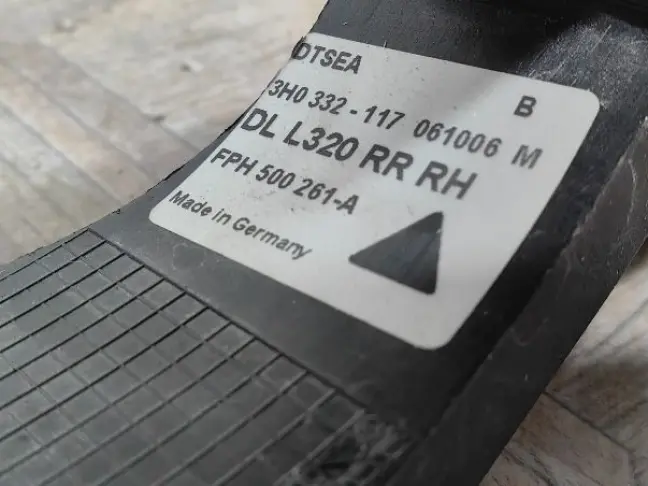 DTSEA
B
3H0 332 - 117 061006 M
DL L320 RR RH
FPH 500 261-A
Made in Germany